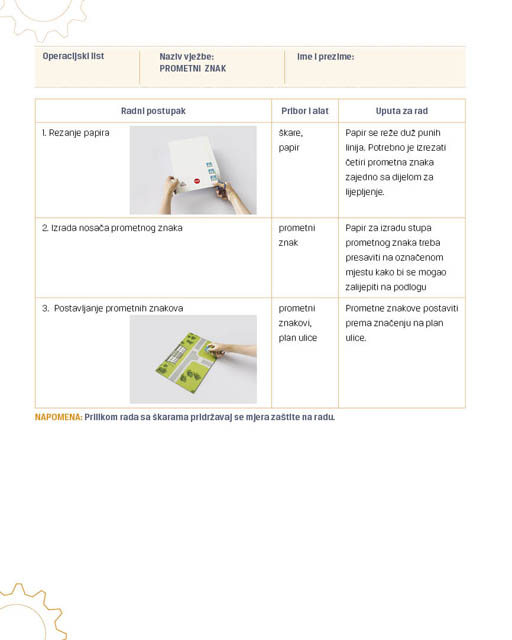 Operacijski list
Naziv vježbe:
PROMETNI ZNAK
Ime i prezime:
Radni postupak
Pribor i alat
Uputa za rad
1. Rezanje papira
škare,
papir
Papir se reže duž punih
linija. Potrebno je izrezati
četiri prometna znaka
zajedno sa dijelom za
lijepljenje.
2. Izrada nosača prometnog znaka
prometni
znak
Papir za izradu stupa
prometnog znaka treba
presaviti na označenom
mjestu kako bi se mogao
zalijepiti na podlogu
3. Postavljanje prometnih znakova
prometni
znakovi,
plan ulice
Prometne znakove postaviti
prema značenju na plan
ulice.
NAPOMENA: Prilikom rada sa škarama pridržavaj se mjera zaštite na radu.